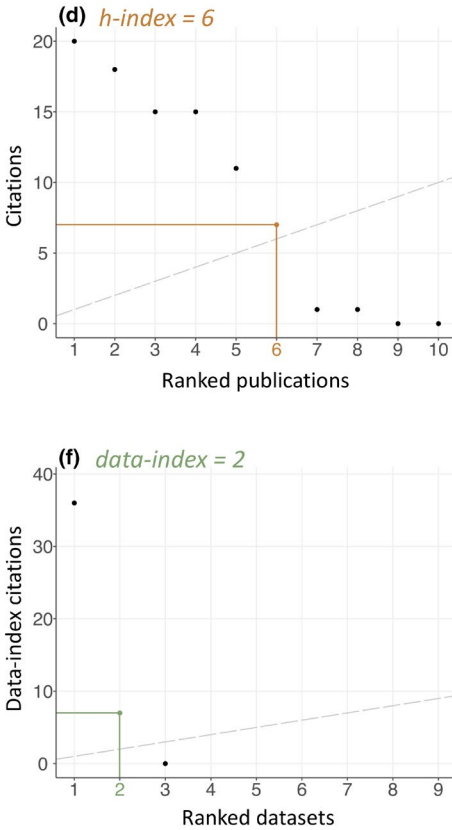 (d) h-index = 6
20
15
10
5
0
Citations
1 2 3 4 5 6 7 8 9 10
Ranked publications
(f) data-index = 2
40
30
20
10
0
Data-index citations
1 2 3 4 5 6 7 8 9
Ranked datasets